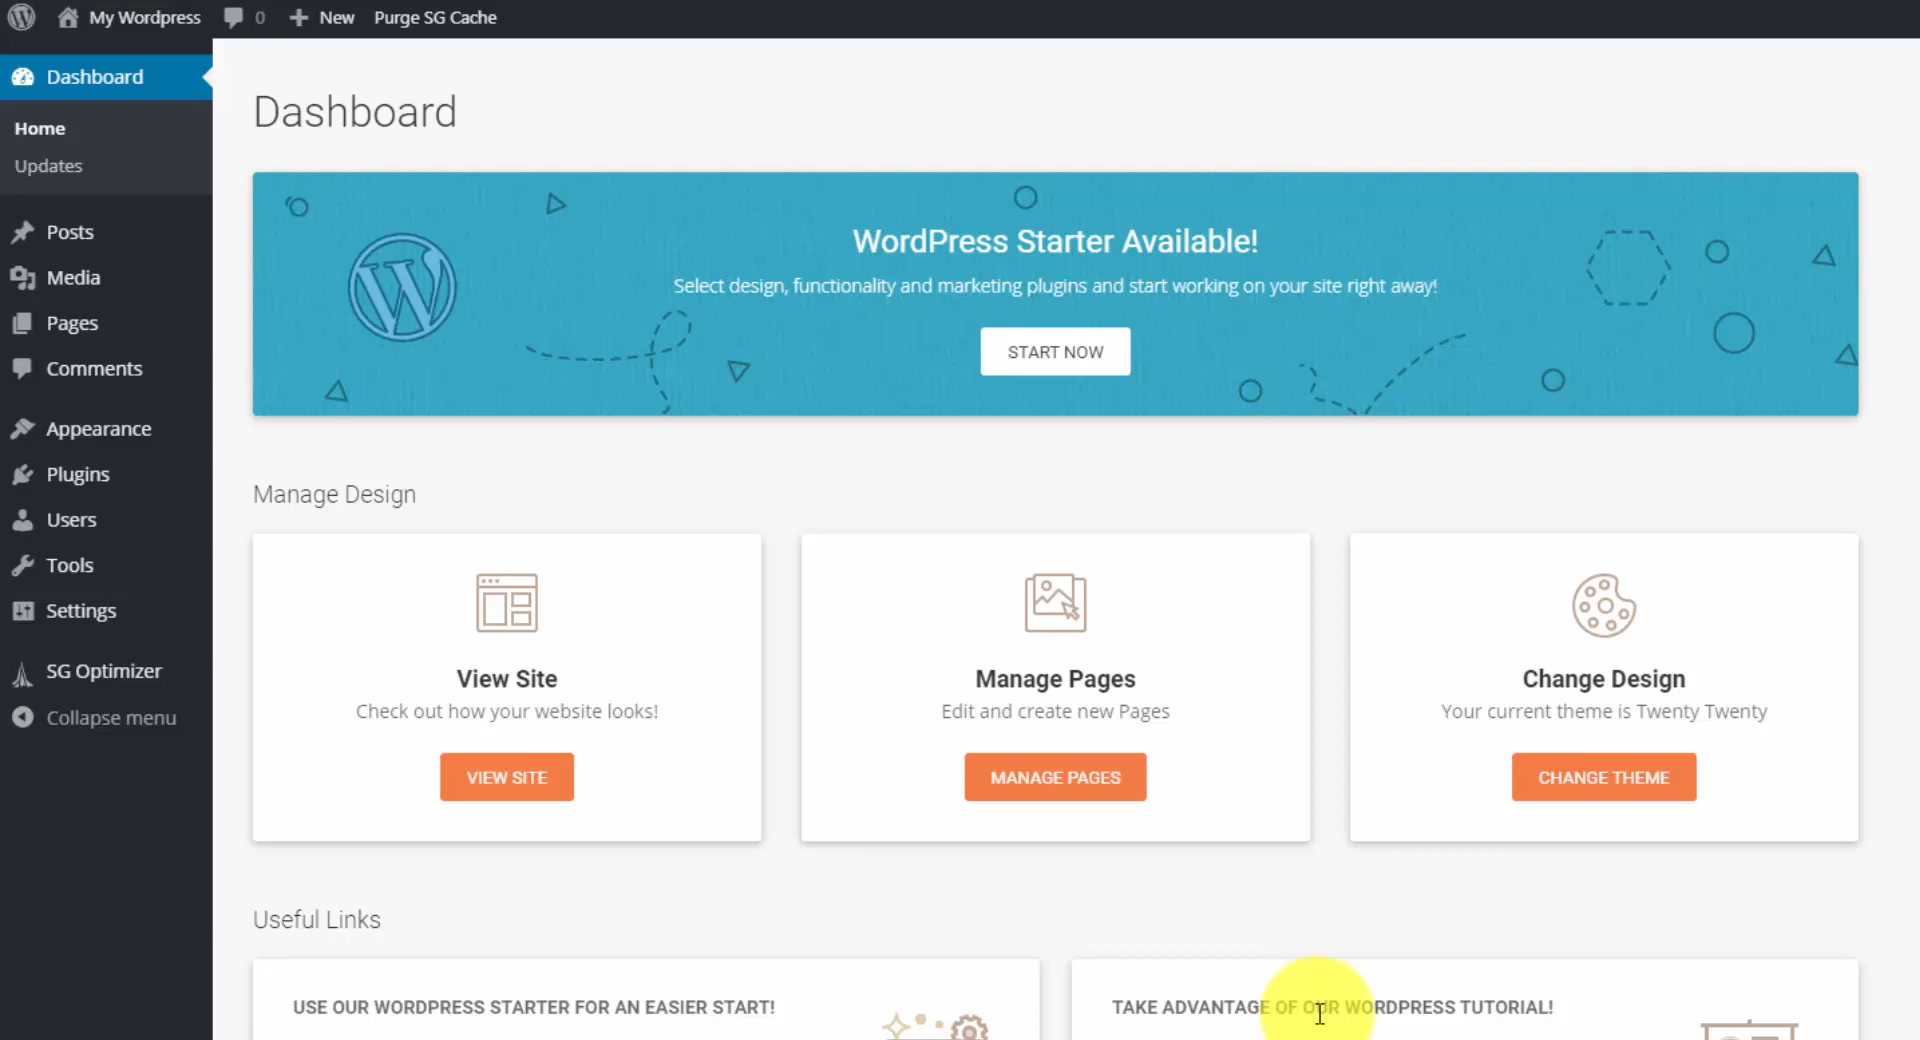 My Wordpress 0 New Purge SG Cache
Dashboard
Home
Updates
Posts
Media
Pages
Comments
Appearance
Plugins
Users
Tools
Settings
SG Optimizer
Collapse menu
Dashboard
WordPress Starter Available!
Select design, functionality and marketing plugins and start working on your site right away!
START NOW
Manage Design
View Site
Check out how your website looks!
VIEW SITE
Manage Pages
Edit and create new Pages
MANAGE PAGES
Change Design
Your current theme is Twenty Twenty
CHANGE THEME
Useful Links
USE OUR WORDPRESS STARTER FOR AN EASIER START!
TAKE ADVANTAGE OF OUR WORDPRESS TUTORIAL!